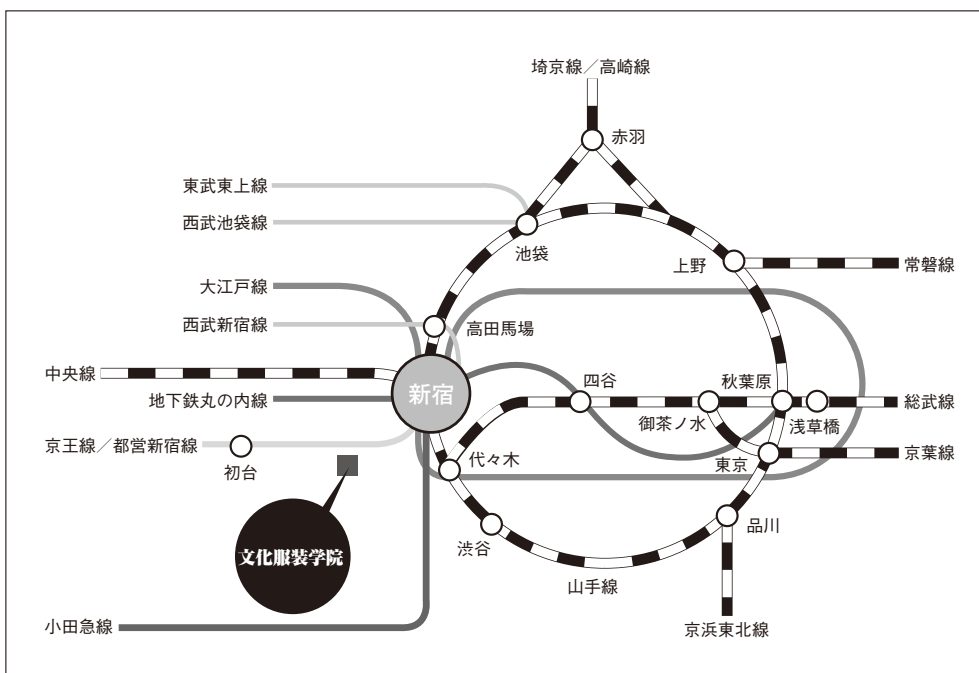 埼京線／高崎線
赤羽
東武東上線
西武池袋線
池袋
上野
常磐線
大江戸線
西武新宿線
高田馬場
中央線
新宿
四谷
秋葉原
地下鉄丸の内線
御茶ノ水
浅草橋
総武線
京王線／都営新宿線
初台
代々木
東京
京葉線
品川
文化服装学院
渋谷
山手線
小田急線
京浜東北線